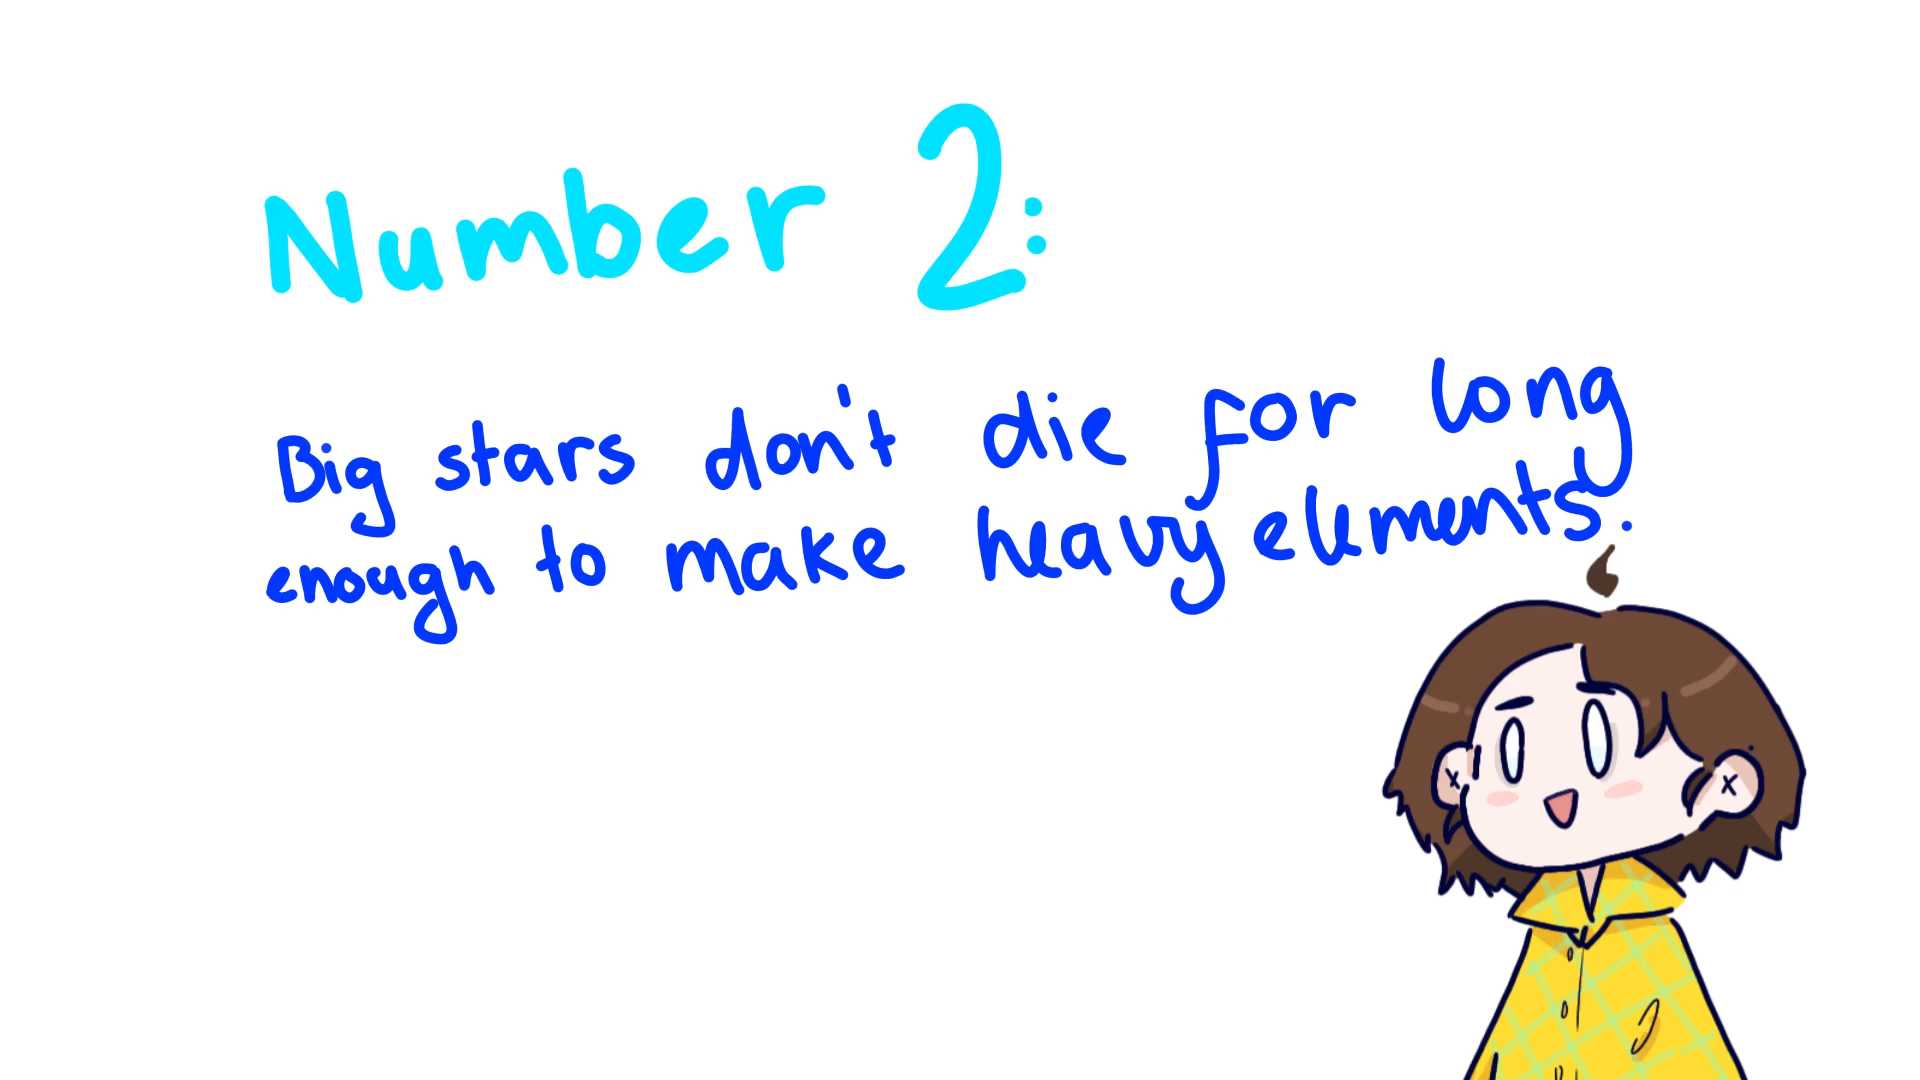 Number 2:
Big stars don't die for long
enough to make heavy elements.